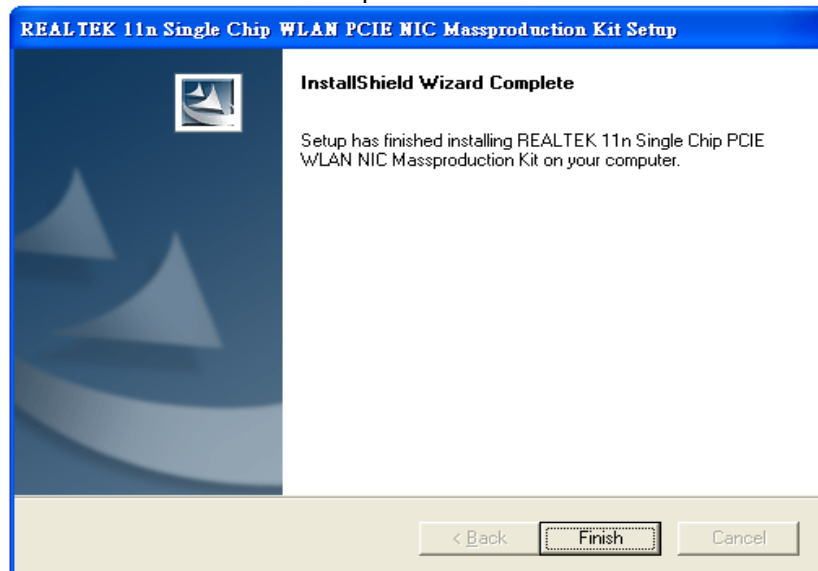 REALTEK 11n Single Chip WLAN PCIE NIC Massproduction Kit Setup
InstallShield Wizard Complete
Setup has finished installing REALTEK 11n Single Chip PCIE
WLAN NIC Massproduction Kit on your computer.
< Back Finish Cancel